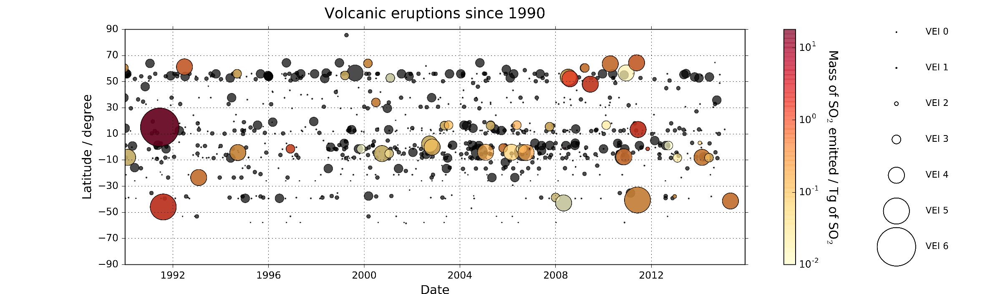 Volcanic eruptions since 1990
90
70
50
30
10
−10
−30
−50
−70
−90
Latitude / degree
1992 1996 2000 2004 2008 2012
Date
10¹
10⁰
10⁻¹
10⁻²
Mass of SO₂ emitted / Tg of SO₂
VEI 0
VEI 1
VEI 2
VEI 3
VEI 4
VEI 5
VEI 6